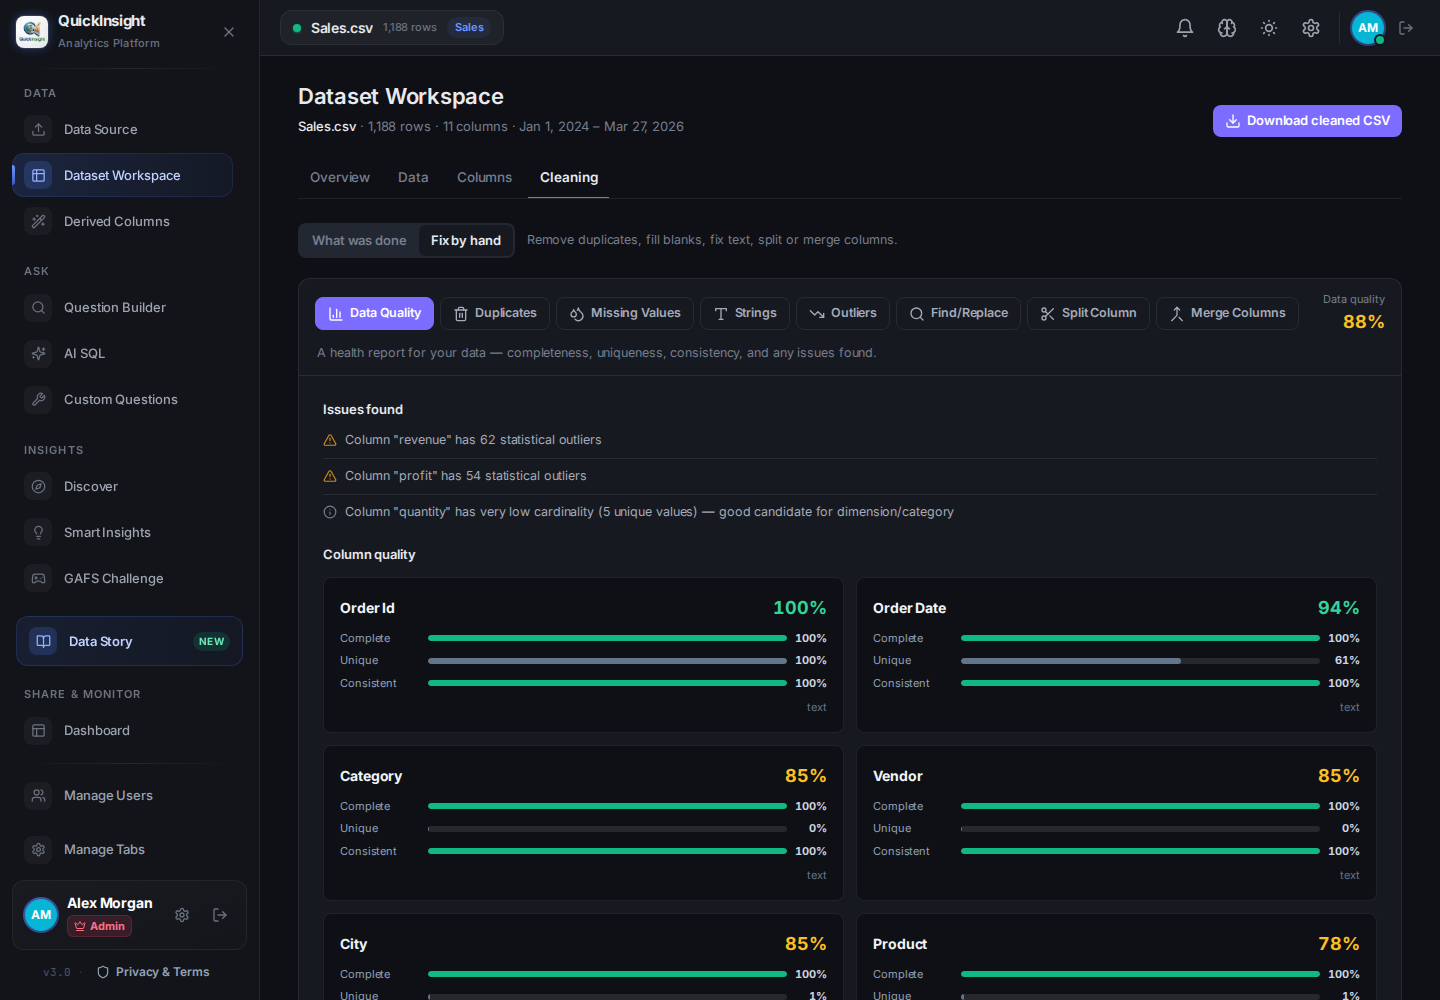 QuickInsight
Analytics Platform
DATA
Data Source
Dataset Workspace
Derived Columns
ASK
Question Builder
AI SQL
Custom Questions
INSIGHTS
Discover
Smart Insights
GAFS Challenge
Data Story NEW
SHARE & MONITOR
Dashboard
Manage Users
Manage Tabs
AM Alex Morgan
Admin
v3.0 · Privacy & Terms
Sales.csv 1,188 rows Sales
AM
Dataset Workspace
Sales.csv · 1,188 rows · 11 columns · Jan 1, 2024 – Mar 27, 2026
Download cleaned CSV
Overview Data Columns Cleaning
What was done Fix by hand Remove duplicates, fill blanks, fix text, split or merge columns.
Data Quality Duplicates Missing Values Strings Outliers Find/Replace Split Column Merge Columns
Data quality
88%
A health report for your data — completeness, uniqueness, consistency, and any issues found.
Issues found
Column "revenue" has 62 statistical outliers
Column "profit" has 54 statistical outliers
Column "quantity" has very low cardinality (5 unique values) — good candidate for dimension/category
Column quality
Order Id 100%
Complete 100%
Unique 100%
Consistent 100%
text
Order Date 94%
Complete 100%
Unique 61%
Consistent 100%
text
Category 85%
Complete 100%
Unique 0%
Consistent 100%
text
Vendor 85%
Complete 100%
Unique 0%
Consistent 100%
text
City 85%
Complete 100%
Unique 1%
Product 78%
Complete 100%
Unique 1%